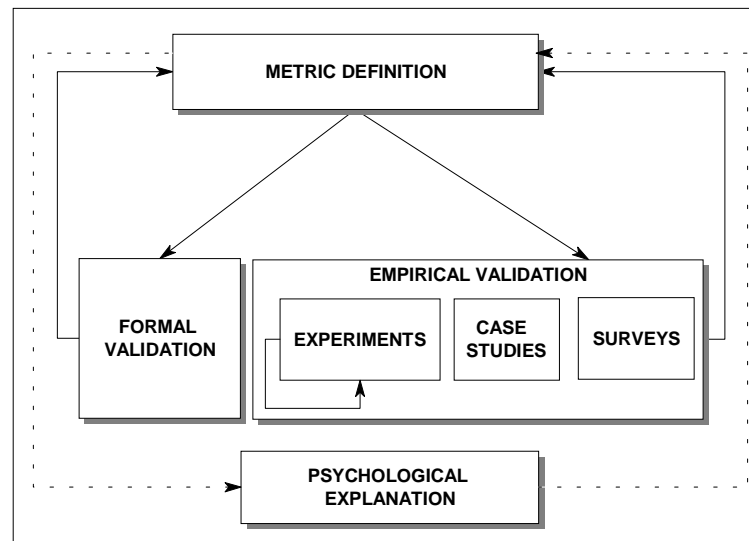 METRIC DEFINITION
FORMAL
VALIDATION
EMPIRICAL VALIDATION
EXPERIMENTS
CASE
STUDIES
SURVEYS
PSYCHOLOGICAL
EXPLANATION